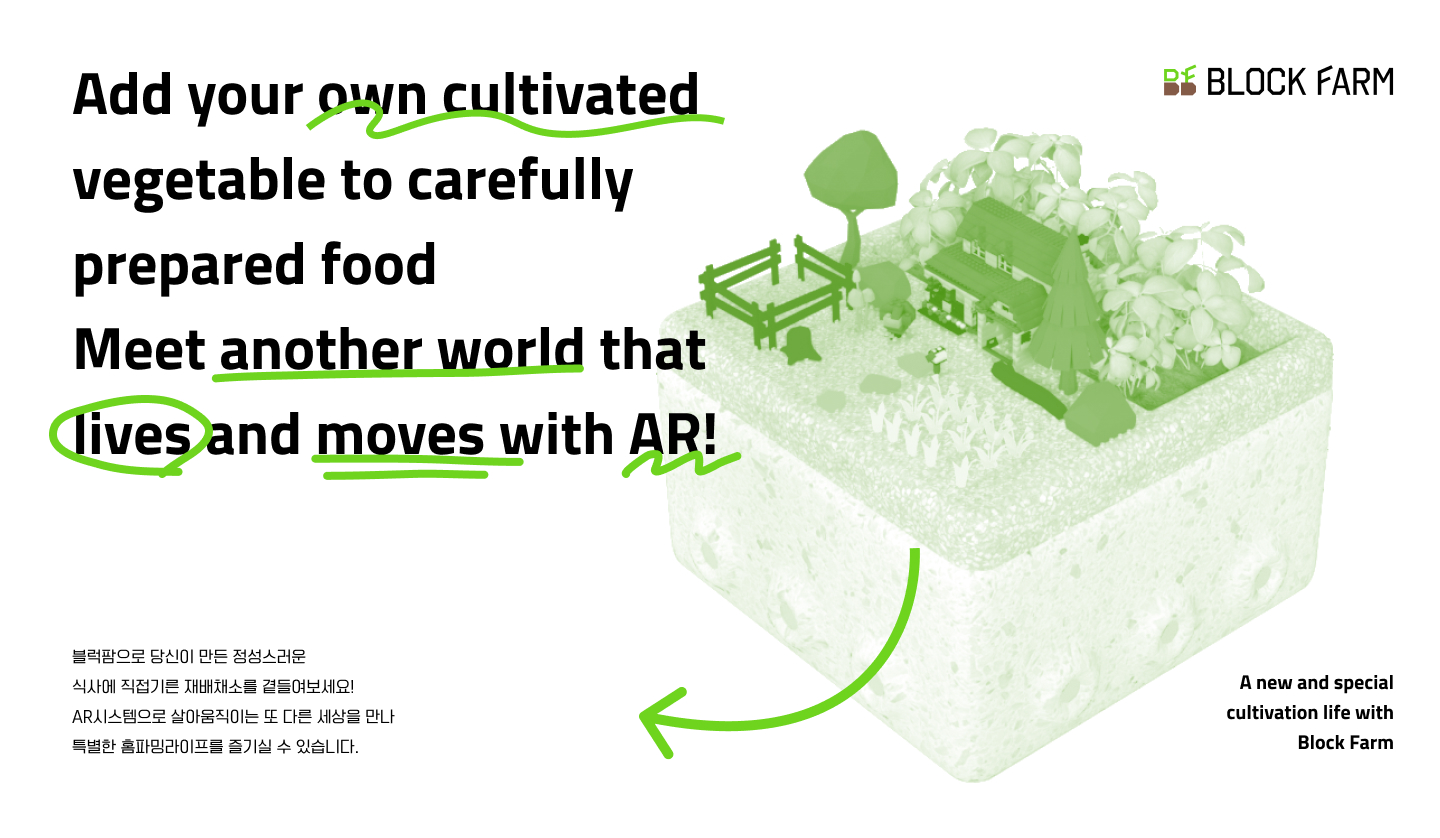 Add your own cultivated
vegetable to carefully
prepared food
Meet another world that
lives and moves with AR!
BLOCK FARM
블럭팜으로 당신이 만든 정성스러운
식사에 직접기른 재배채소를 곁들여보세요!
AR시스템으로 살아움직이는 또 다른 세상을 만나
특별한 홈파밍라이프를 즐기실 수 있습니다.
A new and special
cultivation life with
Block Farm